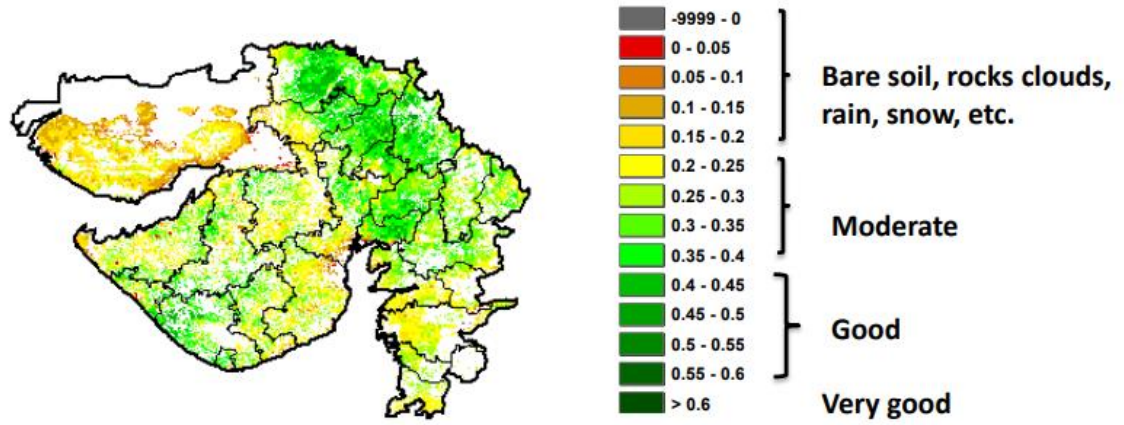 -9999 - 0
0 - 0.05
0.05 - 0.1
0.1 - 0.15
0.15 - 0.2
0.2 - 0.25
0.25 - 0.3
0.3 - 0.35
0.35 - 0.4
0.4 - 0.45
0.45 - 0.5
0.5 - 0.55
0.55 - 0.6
> 0.6
Bare soil, rocks clouds,
rain, snow, etc.
Moderate
Good
Very good